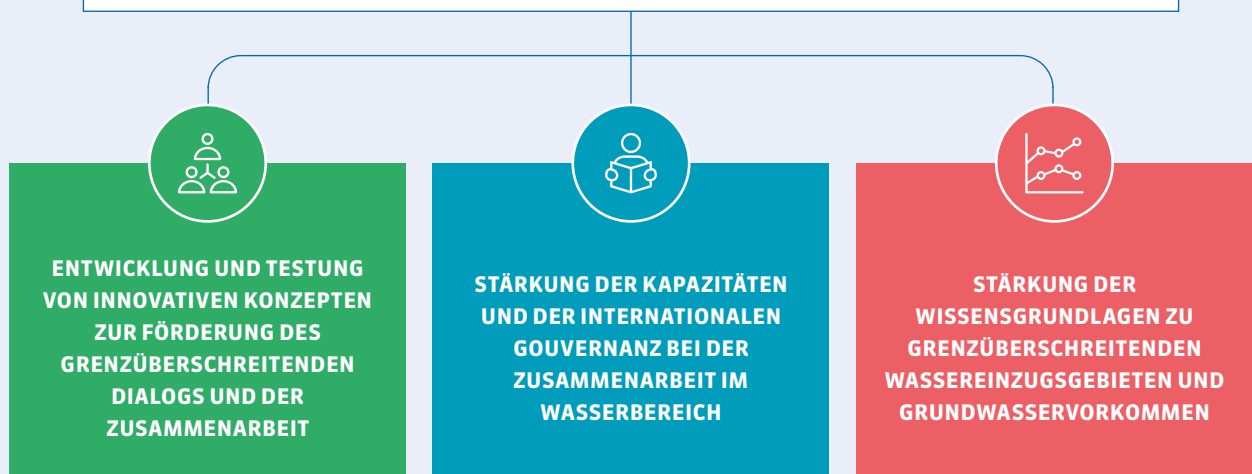 ENTWICKLUNG UND TESTUNG
VON INNOVATIVEN KONZEPTEN
ZUR FÖRDERUNG DES
GRENZÜBERSCHREITENDEN
DIALOGS UND DER
ZUSAMMENARBEIT
STÄRKUNG DER KAPAZITÄTEN
UND DER INTERNATIONALEN
GOUVERNANZ BEI DER
ZUSAMMENARBEIT IM
WASSERBEREICH
STÄRKUNG DER
WISSENSGRUNDLAGEN ZU
GRENZÜBERSCHREITENDEN
WASSEREINZUGSGEBIETEN UND
GRUNDWASSERVORKOMMEN